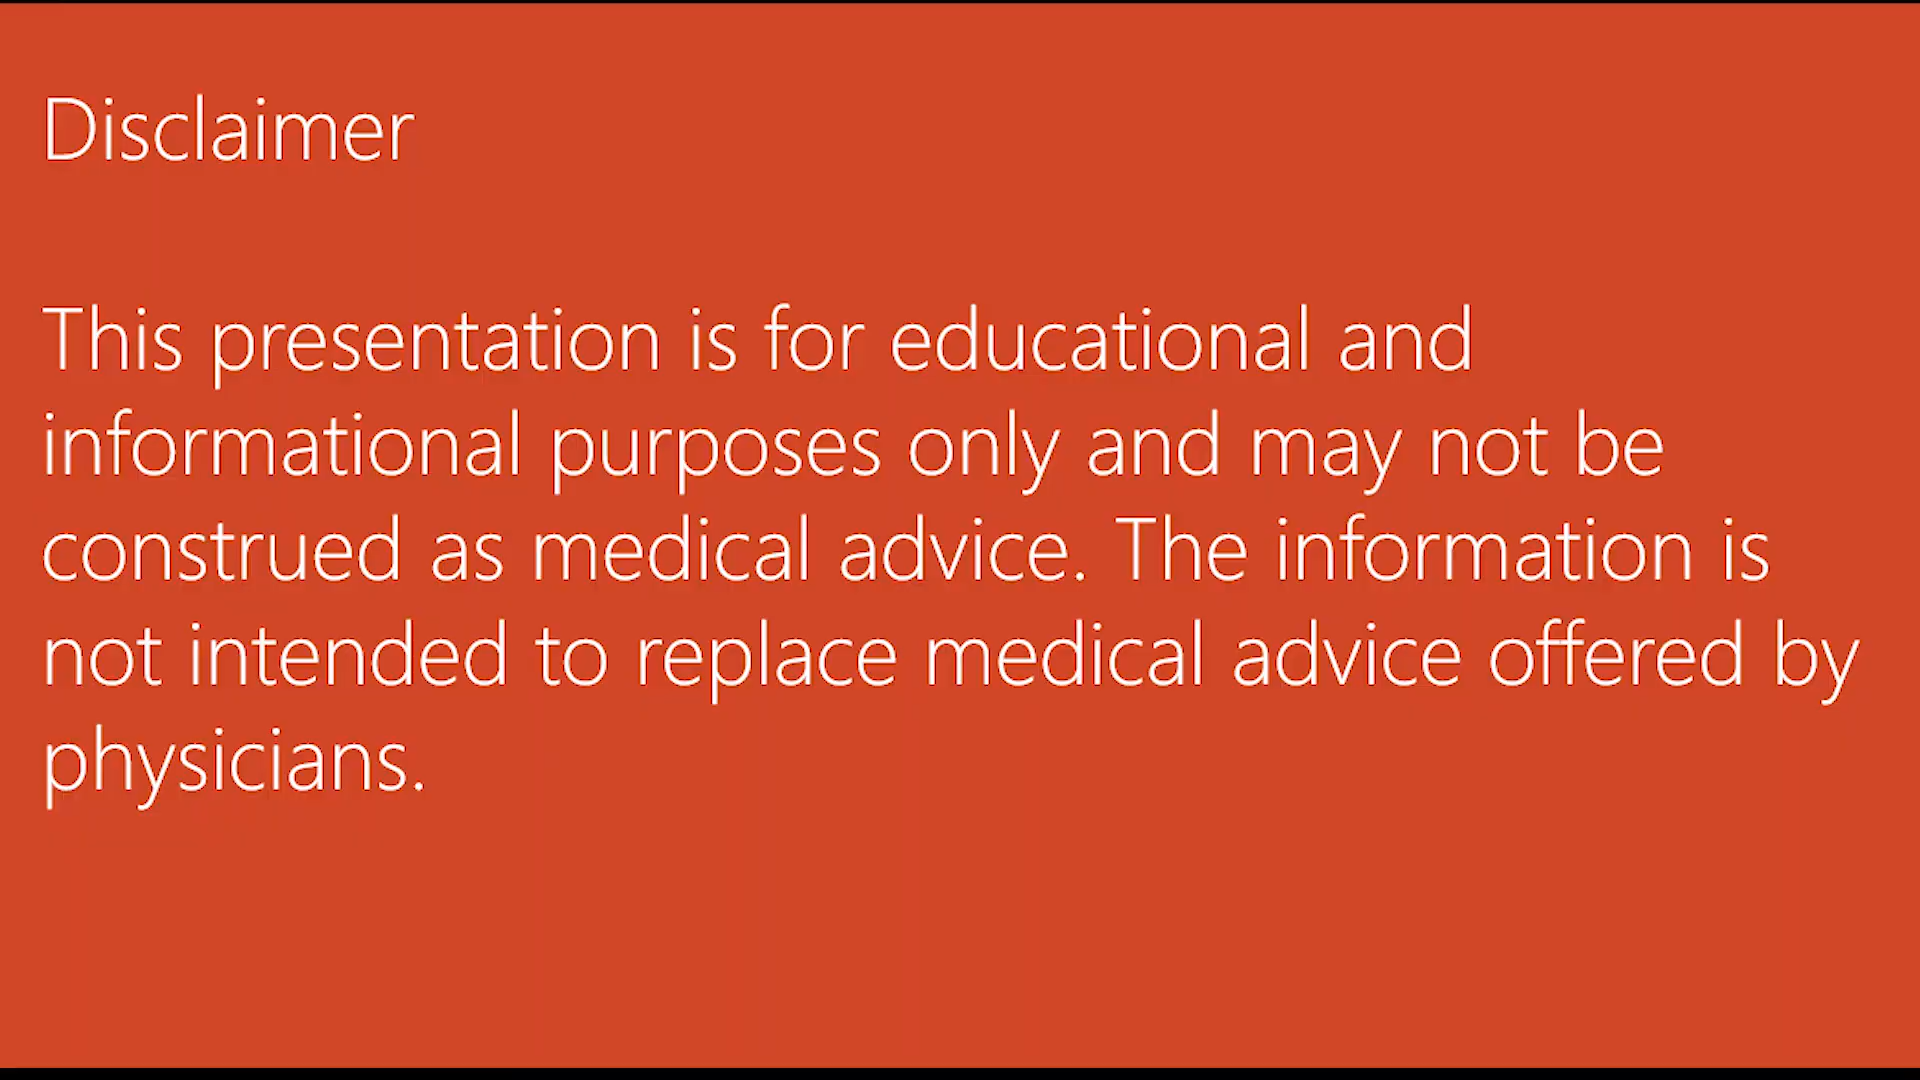 Disclaimer
This presentation is for educational and
informational purposes only and may not be
construed as medical advice. The information is
not intended to replace medical advice offered by
physicians.